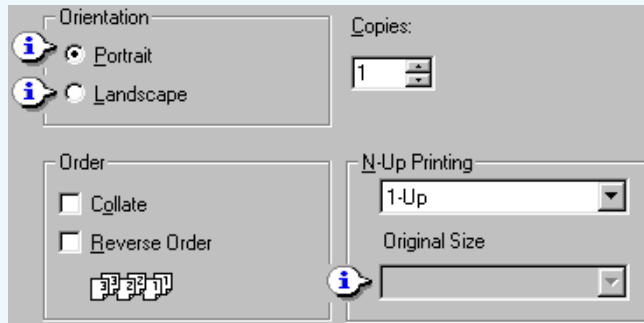 Orientation
Portrait
Landscape
Copies:
1
Order
Collate
Reverse Order
N-Up Printing
1-Up
Original Size